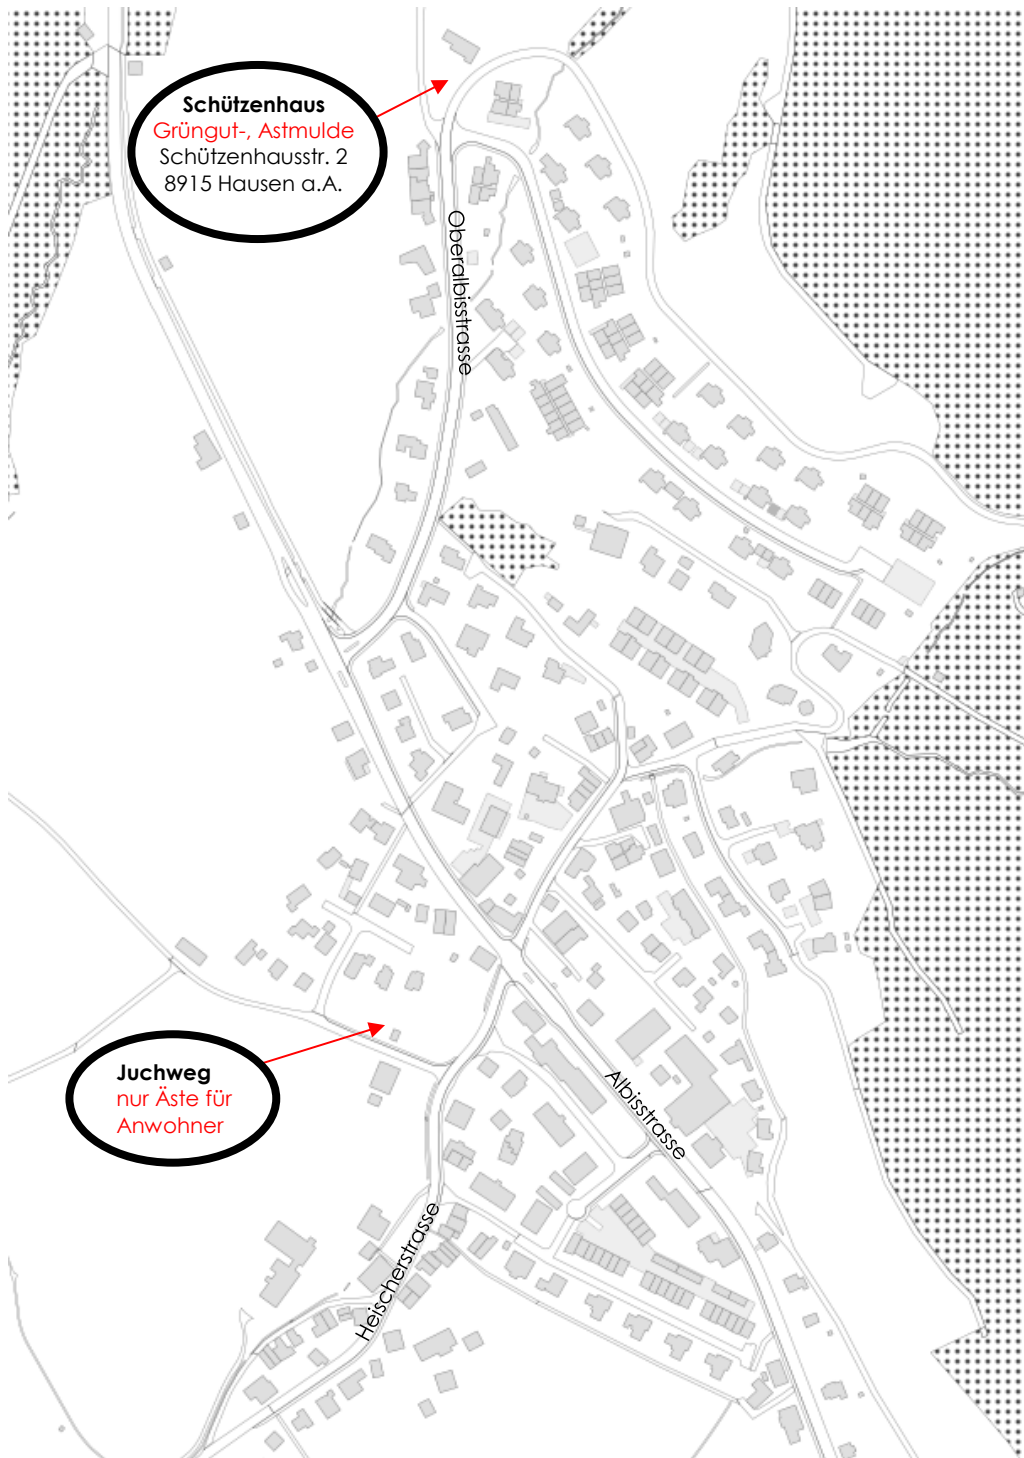 Schützenhaus
Grüngut-, Astmulde
Schützenhausstr. 2
8915 Hausen a.A.
Oberalbisstrasse
Juchweg
nur Äste für
Anwohner
Albisstrasse
Heischerstrasse